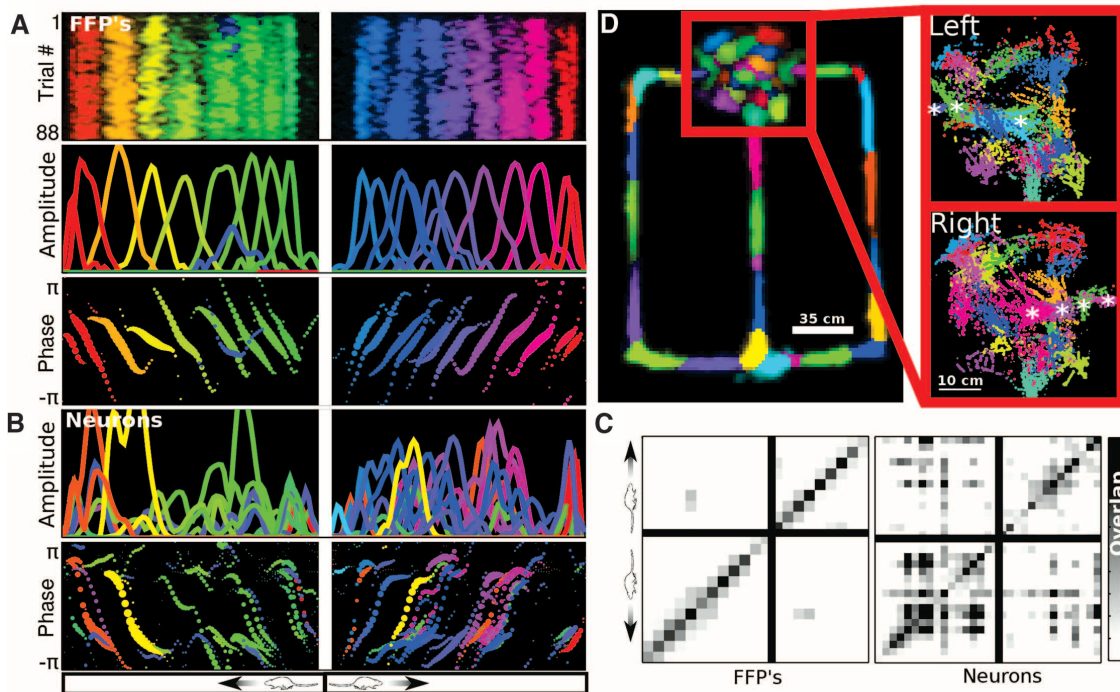 A
FFP's
1
Trial #
88
Amplitude
π
Phase
-π
B
Neurons
Amplitude
π
Phase
-π
D
35 cm
Left
* * *
Right
* * * *
10 cm
C
Overlap
FFP's
Neurons